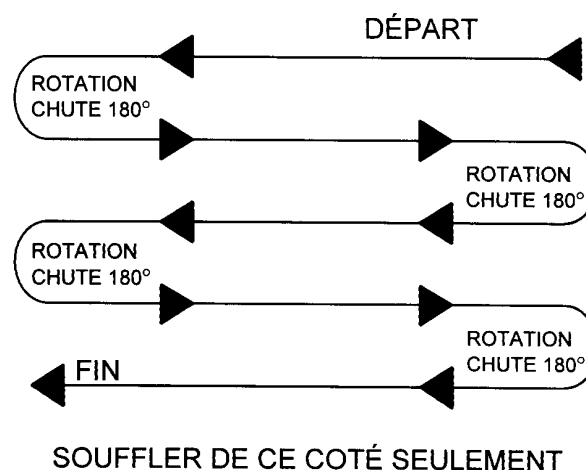 DÉPART
ROTATION
CHUTE 180°
ROTATION
CHUTE 180°
ROTATION
CHUTE 180°
ROTATION
CHUTE 180°
FIN
SOUFFLER DE CE COTÉ SEULEMENT